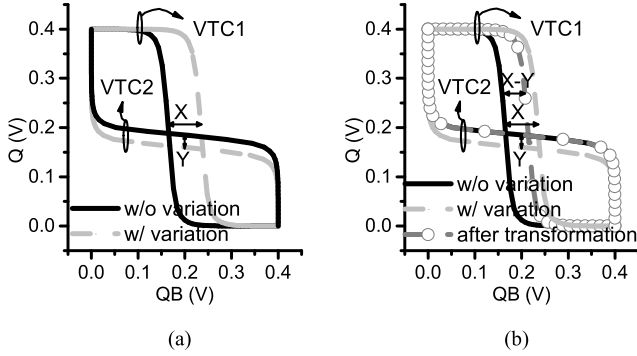 (a)
VTC1
0.4
VTC2
0.3
X
0.2
Y
0.1
w/o variation
0.0
w/ variation
Q (V)
0.0 0.1 0.2 0.3 0.4
QB (V)
(a)
(b)
VTC1
0.4
X-Y
VTC2
0.3
X
0.2
Y
0.1
w/o variation
w/ variation
0.0
after transformation
Q (V)
0.0 0.1 0.2 0.3 0.4
QB (V)
(b)